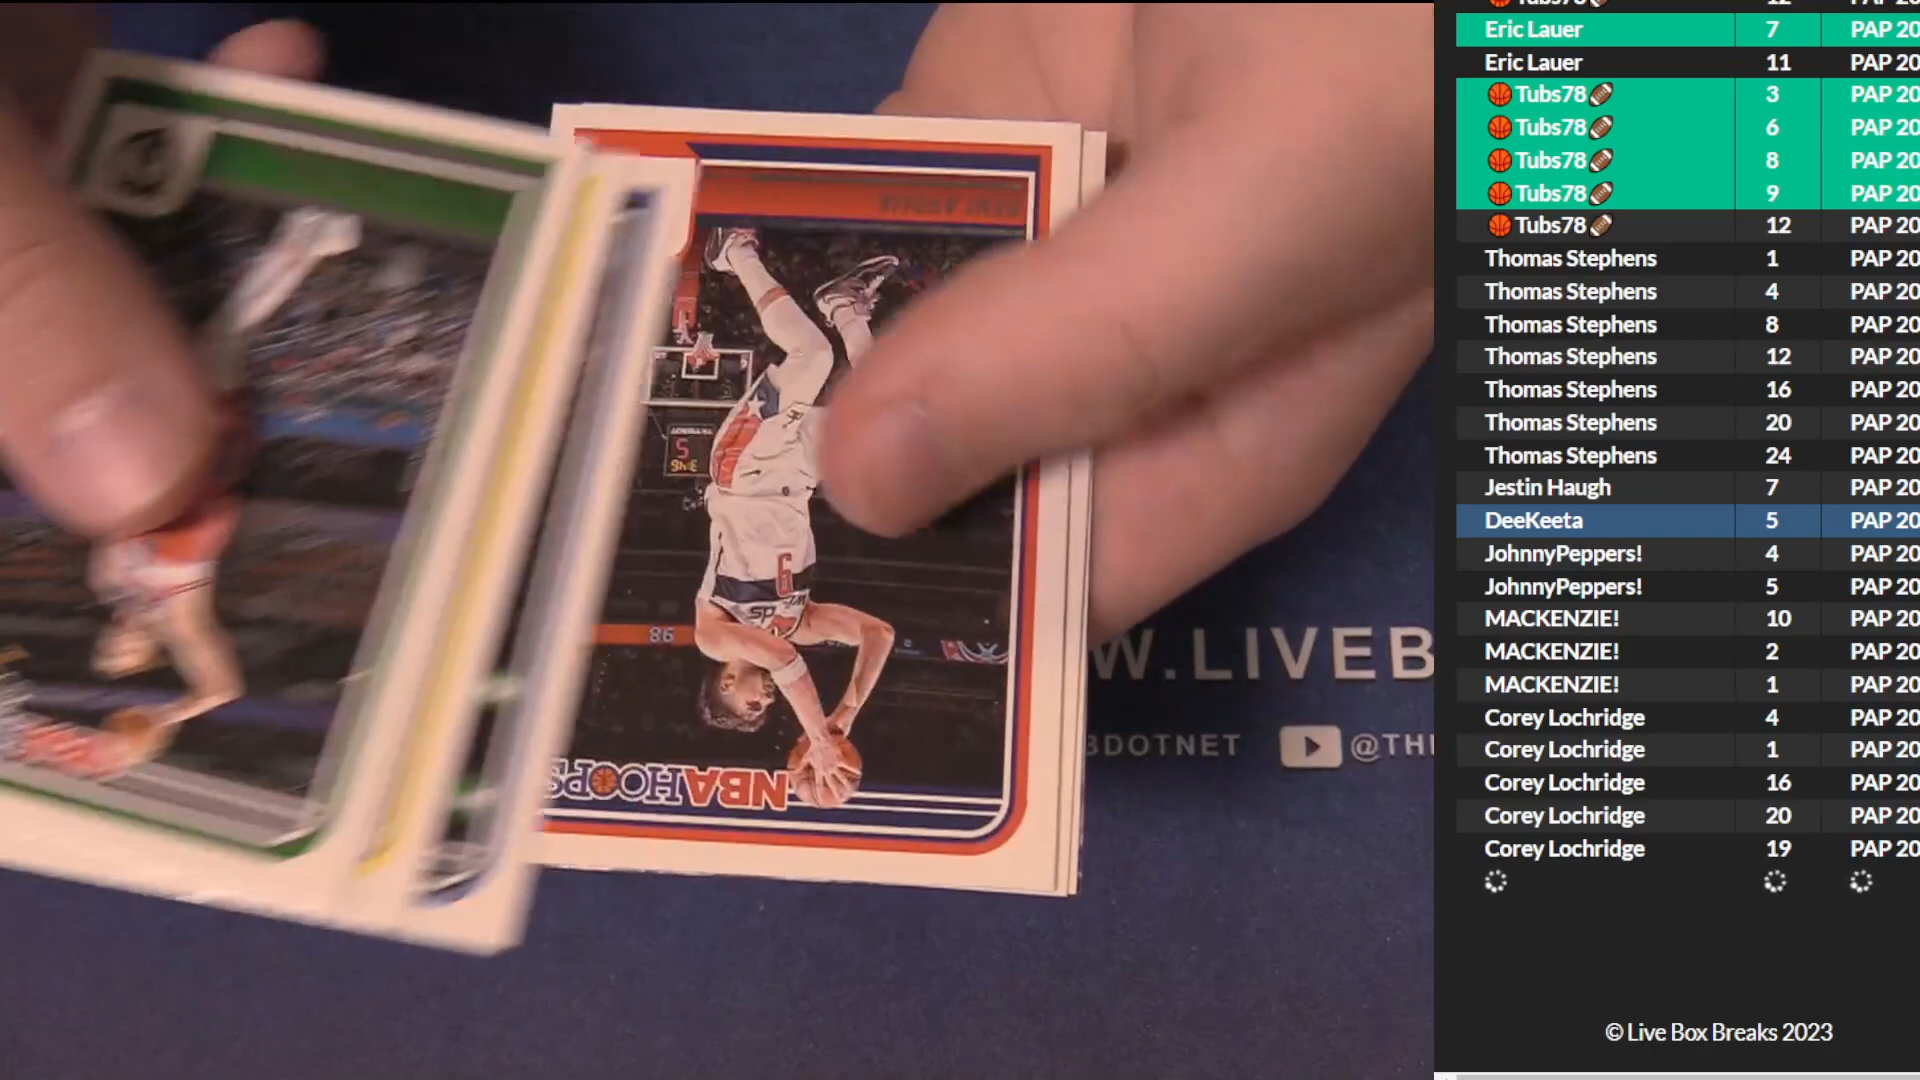 Tubs78 12
Eric Lauer 7 PAP 20
Eric Lauer 11 PAP 20
Tubs78 3 PAP 20
Tubs78 6 PAP 20
Tubs78 8 PAP 20
Tubs78 9 PAP 20
Tubs78 12 PAP 20
Thomas Stephens 1 PAP 20
Thomas Stephens 4 PAP 20
Thomas Stephens 8 PAP 20
Thomas Stephens 12 PAP 20
Thomas Stephens 16 PAP 20
Thomas Stephens 20 PAP 20
Thomas Stephens 24 PAP 20
Jestin Haugh 7 PAP 20
DeeKeeta 5 PAP 20
JohnnyPeppers! 4 PAP 20
JohnnyPeppers! 5 PAP 20
MACKENZIE! 10 PAP 20
MACKENZIE! 2 PAP 20
MACKENZIE! 1 PAP 20
Corey Lochridge 4 PAP 20
Corey Lochridge 1 PAP 20
Corey Lochridge 16 PAP 20
Corey Lochridge 20 PAP 20
Corey Lochridge 19 PAP 20
© Live Box Breaks 2023
NBA HOOPS
9
W.LIVEB
BDOTNET @TH